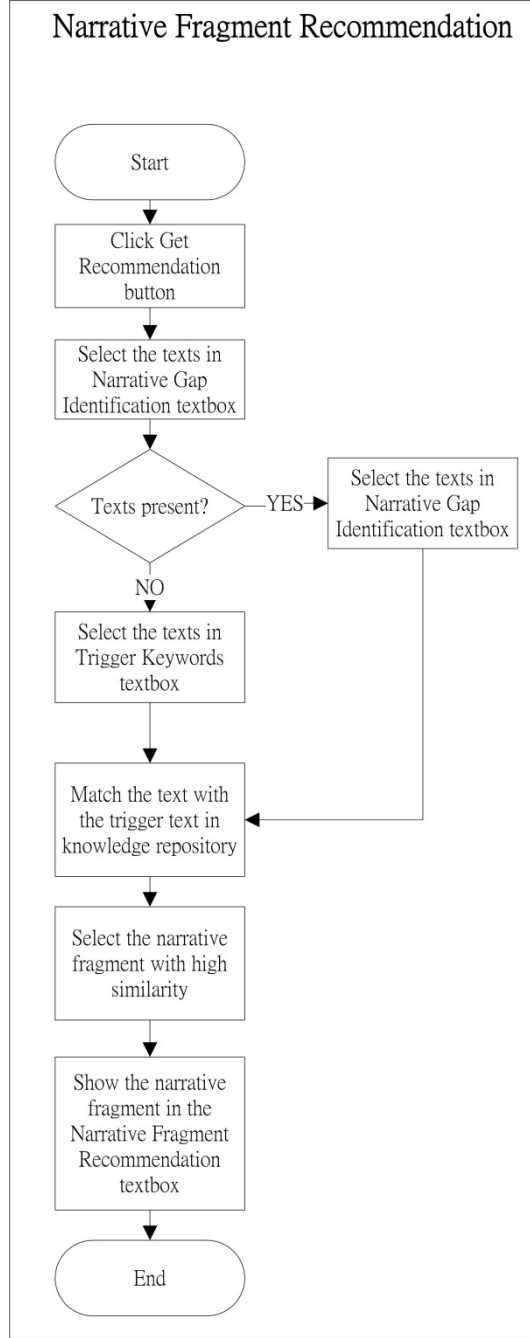 Narrative Fragment Recommendation
Start
Click Get
Recommendation
button
Select the texts in
Narrative Gap
Identification textbox
Texts present?
YES
Select the texts in
Narrative Gap
Identification textbox
NO
Select the texts in
Trigger Keywords
textbox
Match the text with
the trigger text in
knowledge repository
Select the narrative
fragment with high
similarity
Show the narrative
fragment in the
Narrative Fragment
Recommendation
textbox
End